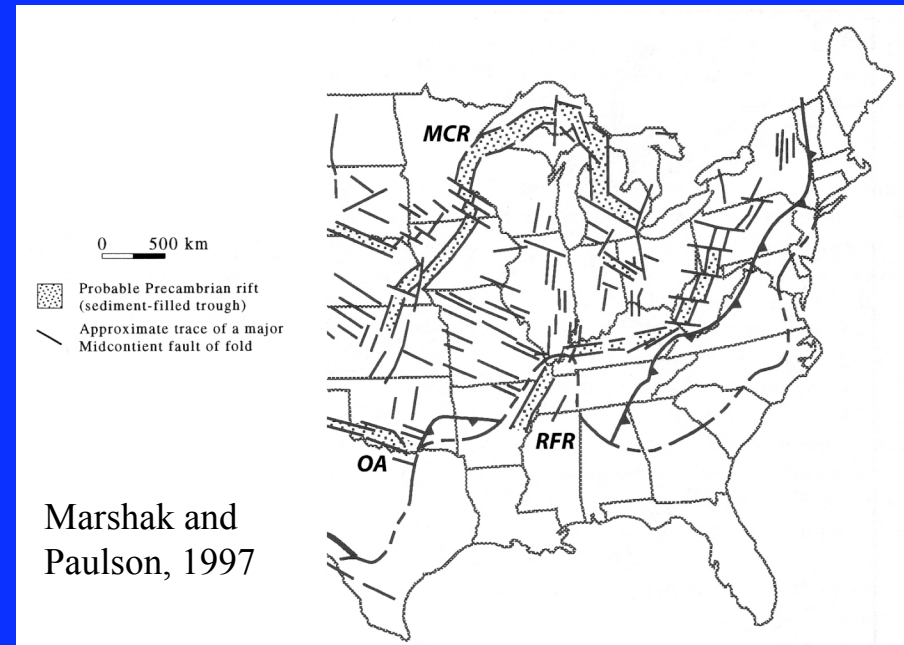 MCR
0 500 km
Probable Precambrian rift
(sediment-filled trough)
Approximate trace of a major
Midcontient fault of fold
OA
RFR
Marshak and
Paulson, 1997